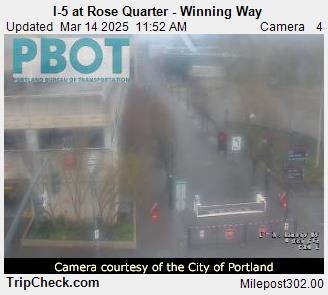 I-5 at Rose Quarter - Winning Way
Updated Mar 14 2025 11:52 AM Camera 4
PBOT
PORTLAND BUREAU OF TRANSPORTATION
Camera courtesy of the City of Portland
TripCheck.com Milepost302.00